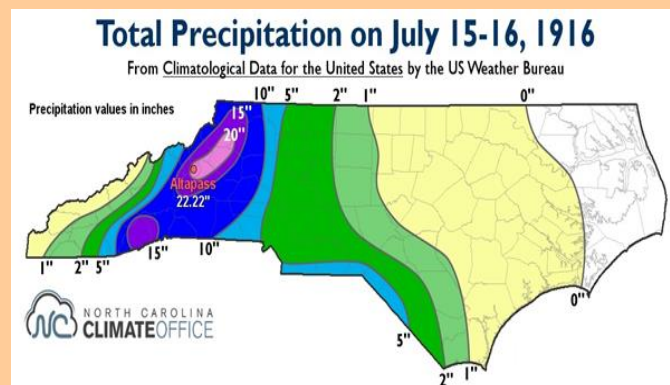 Total Precipitation on July 15-16, 1916
From Climatological Data for the United States by the US Weather Bureau
Precipitation values in inches
10" 5" 2" 1" 0"
15"
20"
Altapass
22.22"
1" 2" 5" 15" 10"
0"
5"
2" 1"
NC
NORTH CAROLINA
CLIMATEOFFICE